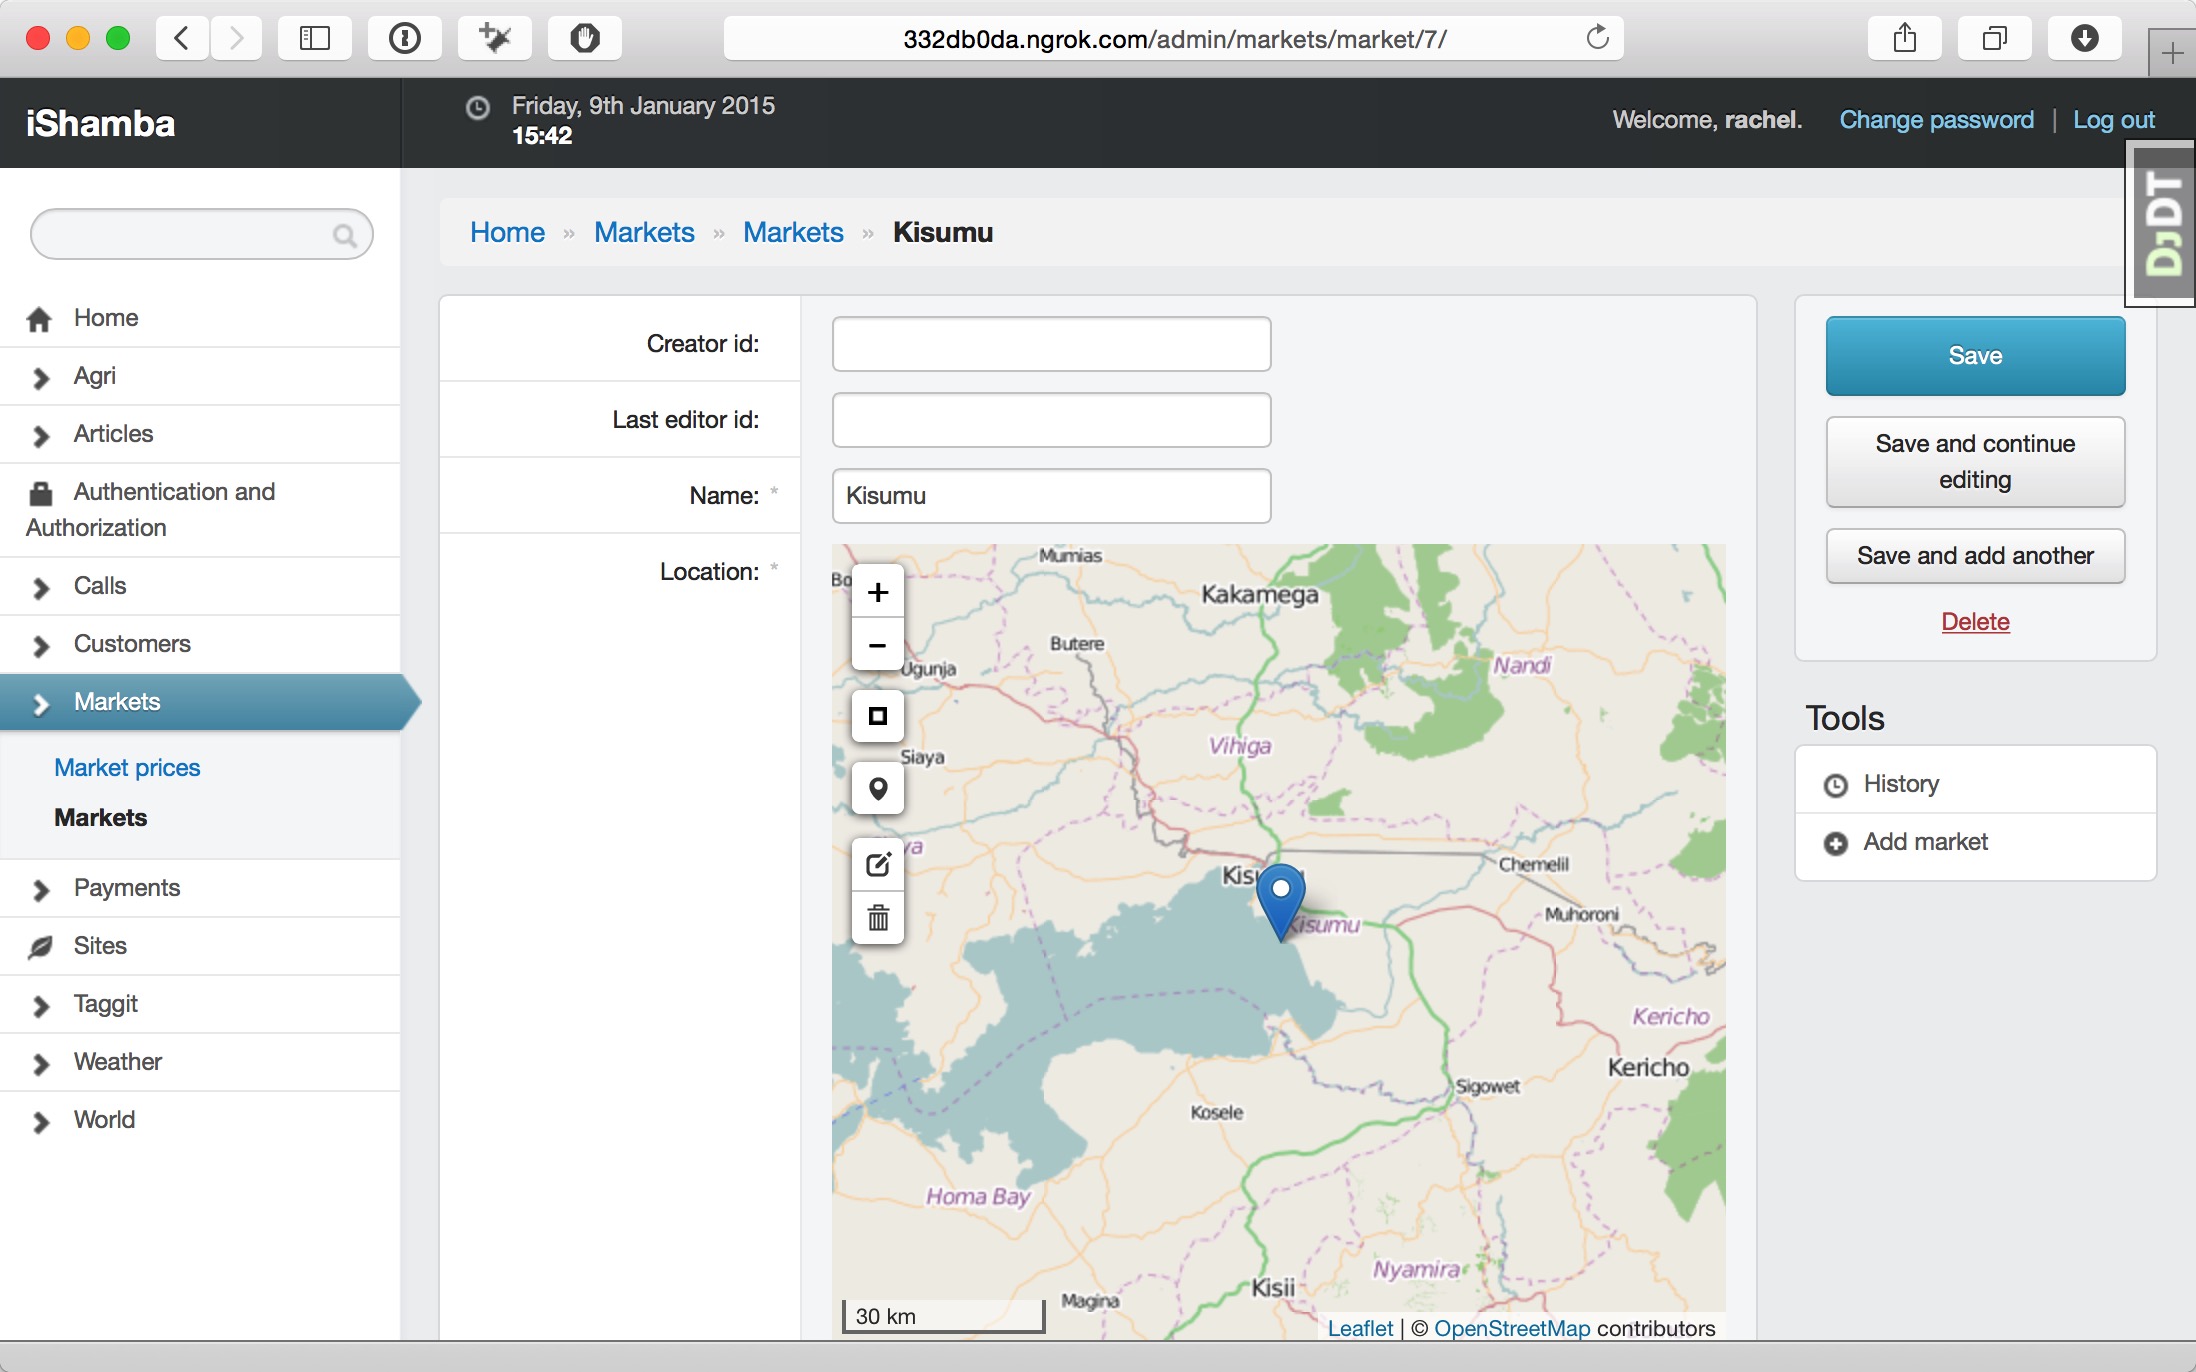 332db0da.ngrok.com/admin/markets/market/7/
iShamba
Friday, 9th January 2015
15:42
Welcome, rachel.
Change password | Log out
DjDT
Home » Markets » Markets » Kisumu
Home
Agri
Articles
Authentication and
Authorization
Calls
Customers
Markets
Market prices
Markets
Payments
Sites
Taggit
Weather
World
Creator id:
Last editor id:
Name: *
Kisumu
Location: *
+
−
Mumias
Kakamega
Butere
Ugunja
Nandi
Siaya
Vihiga
Chemelil
Kisumu
Muhoroni
Kericho
Kericho
Sigowet
Kosele
Homa Bay
Nyamira
Kisii
Magina
30 km
Leaflet | © OpenStreetMap contributors
Save
Save and continue
editing
Save and add another
Delete
Tools
History
Add market